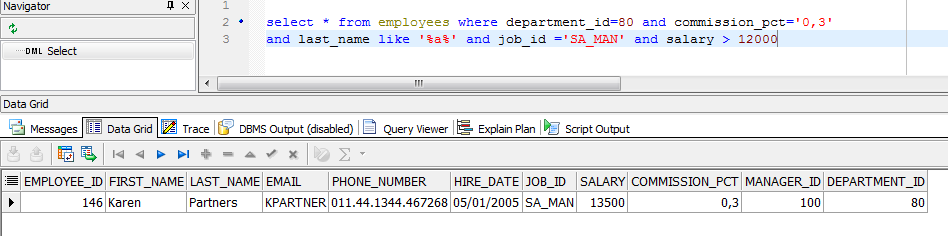 Navigator
DML Select
1
2 select * from employees where department_id=80 and commission_pct='0,3'
3 and last_name like '%a%' and job_id ='SA_MAN' and salary > 12000
Data Grid
Messages Data Grid Trace DBMS Output (disabled) Query Viewer Explain Plan Script Output
EMPLOYEE_ID FIRST_NAME LAST_NAME EMAIL PHONE_NUMBER HIRE_DATE JOB_ID SALARY COMMISSION_PCT MANAGER_ID DEPARTMENT_ID
146 Karen Partners KPARTNER 011.44.1344.467268 05/01/2005 SA_MAN 13500 0,3 100 80